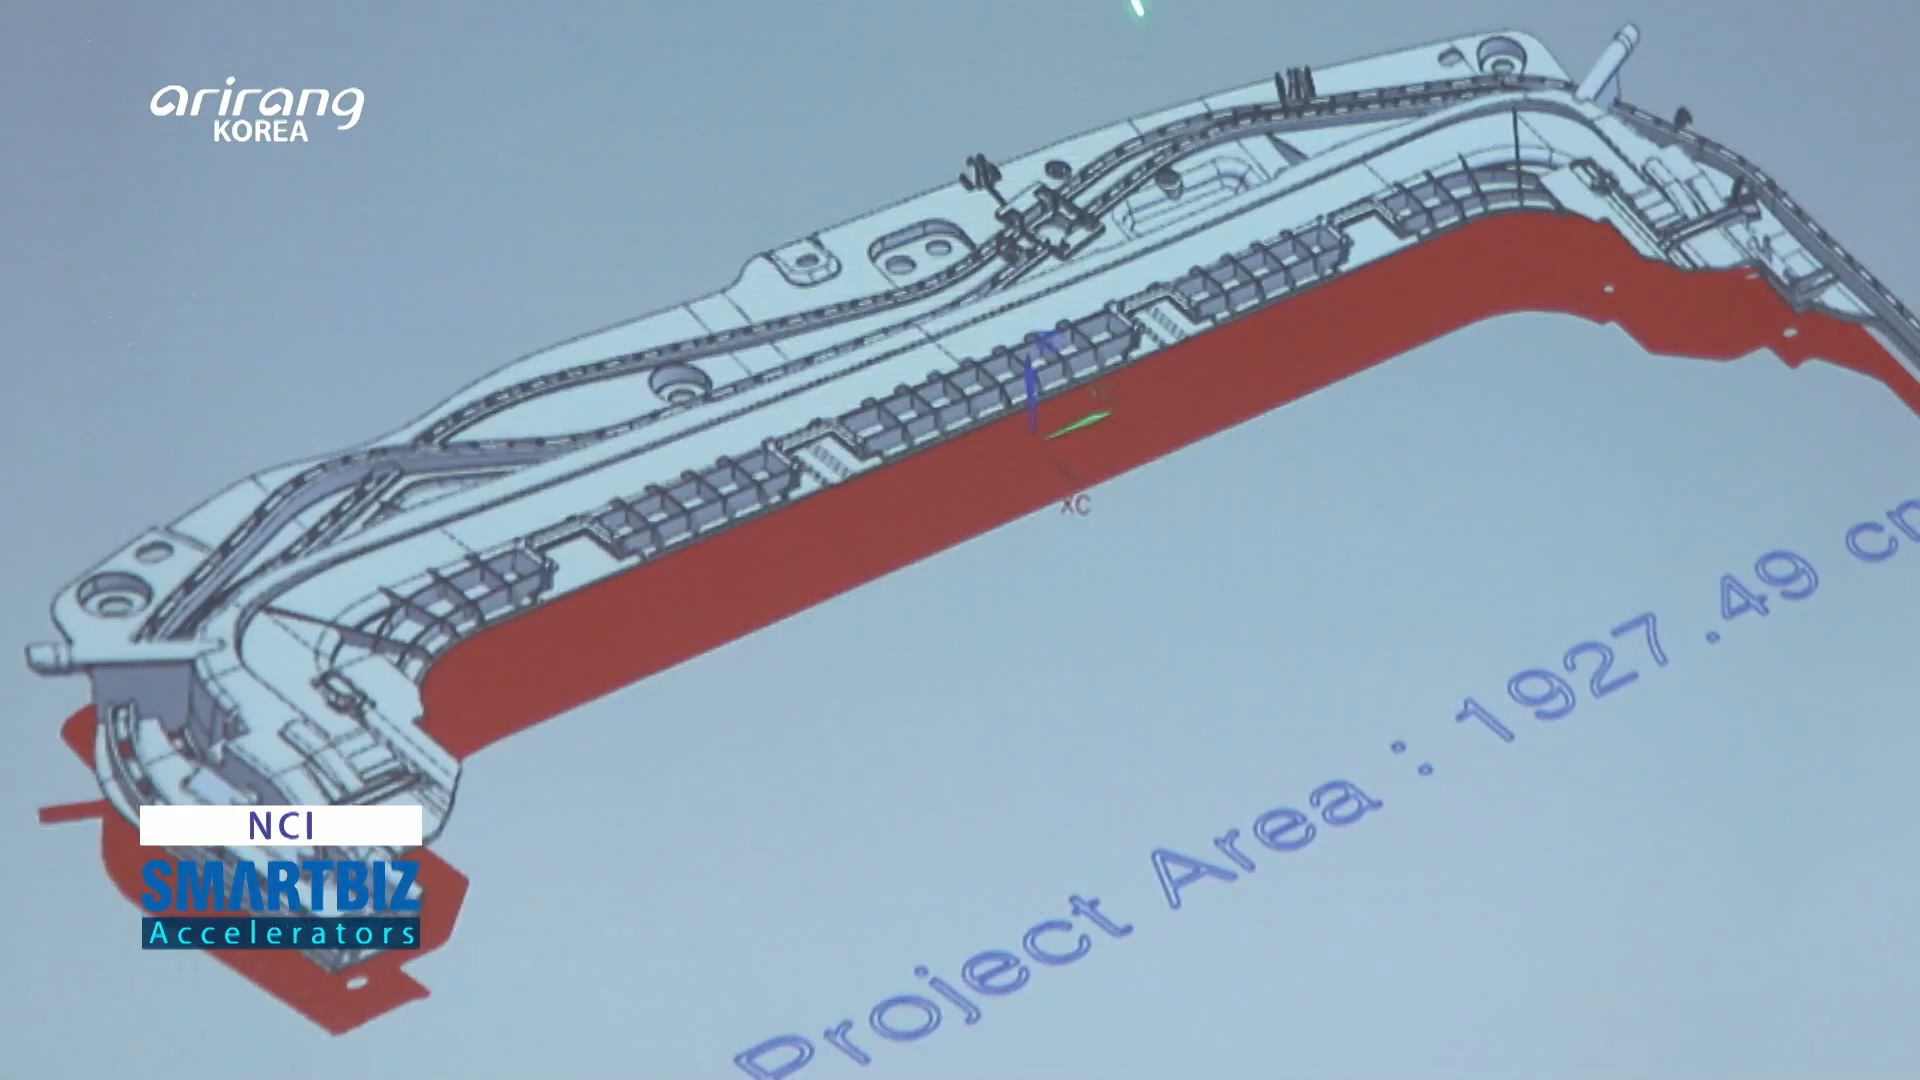 arirang
KOREA
XC
Project Area : 1927.49
NCI
SMARTBIZ
Accelerators